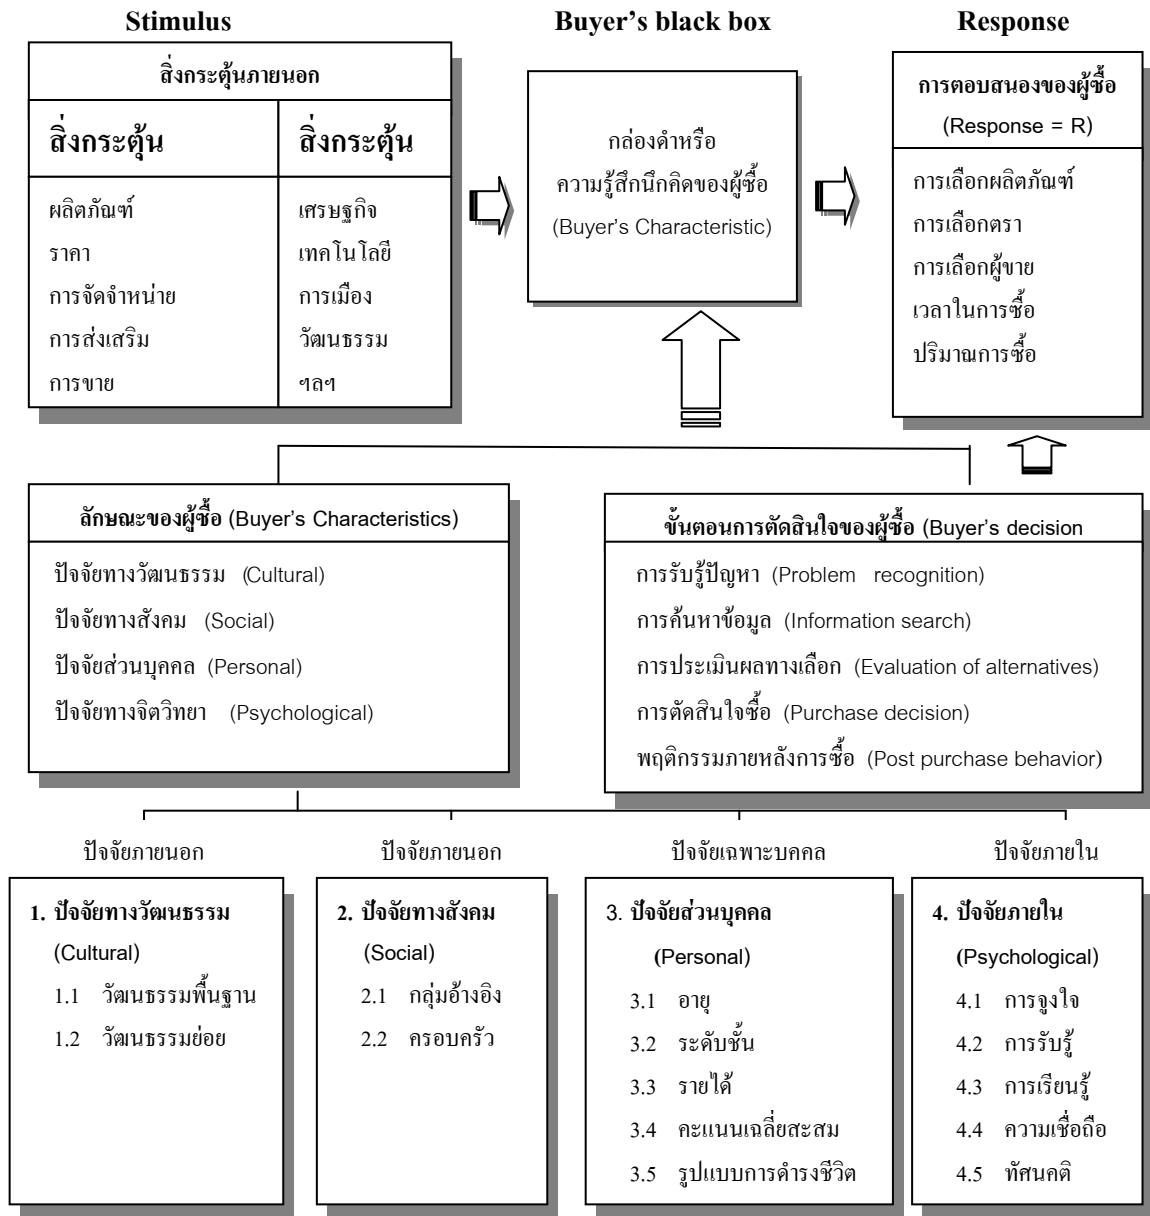 Stimulus
Buyer's black box
Response
สิ่งกระตุ้นภายนอก
สิ่งกระตุ้น
สิ่งกระตุ้น
ผลิตภัณฑ์
ราคา
การจัดจำหน่าย
การส่งเสริม
การขาย
เศรษฐกิจ
เทคโนโลยี
การเมือง
วัฒนธรรม
ฯลฯ
กล่องดำหรือ
ความรู้สึกนึกคิดของผู้ซื้อ
(Buyer's Characteristic)
การตอบสนองของผู้ซื้อ
(Response = R)
การเลือกผลิตภัณฑ์
การเลือกตรา
การเลือกผู้ขาย
เวลาในการซื้อ
ปริมาณการซื้อ
ลักษณะของผู้ซื้อ (Buyer's Characteristics)
ปัจจัยทางวัฒนธรรม (Cultural)
ปัจจัยทางสังคม (Social)
ปัจจัยส่วนบุคคล (Personal)
ปัจจัยทางจิตวิทยา (Psychological)
ขั้นตอนการตัดสินใจของผู้ซื้อ (Buyer's decision
การรับรู้ปัญหา (Problem recognition)
การค้นหาข้อมูล (Information search)
การประเมินผลทางเลือก (Evaluation of alternatives)
การตัดสินใจซื้อ (Purchase decision)
พฤติกรรมภายหลังการซื้อ (Post purchase behavior)
ปัจจัยภายนอก
ปัจจัยภายนอก
ปัจจัยเฉพาะบคคล
ปัจจัยภายใน
1. ปัจจัยทางวัฒนธรรม
(Cultural)
1.1 วัฒนธรรมพื้นฐาน
1.2 วัฒนธรรมย่อย
2. ปัจจัยทางสังคม
(Social)
2.1 กลุ่มอ้างอิง
2.2 ครอบครัว
3. ปัจจัยส่วนบุคคล
(Personal)
3.1 อายุ
3.2 ระดับชั้น
3.3 รายได้
3.4 คะแนนเฉลี่ยสะสม
3.5 รูปแบบการดำรงชีวิต
4. ปัจจัยภายใน
(Psychological)
4.1 การจูงใจ
4.2 การรับรู้
4.3 การเรียนรู้
4.4 ความเชื่อถือ
4.5 ทัศนคติ